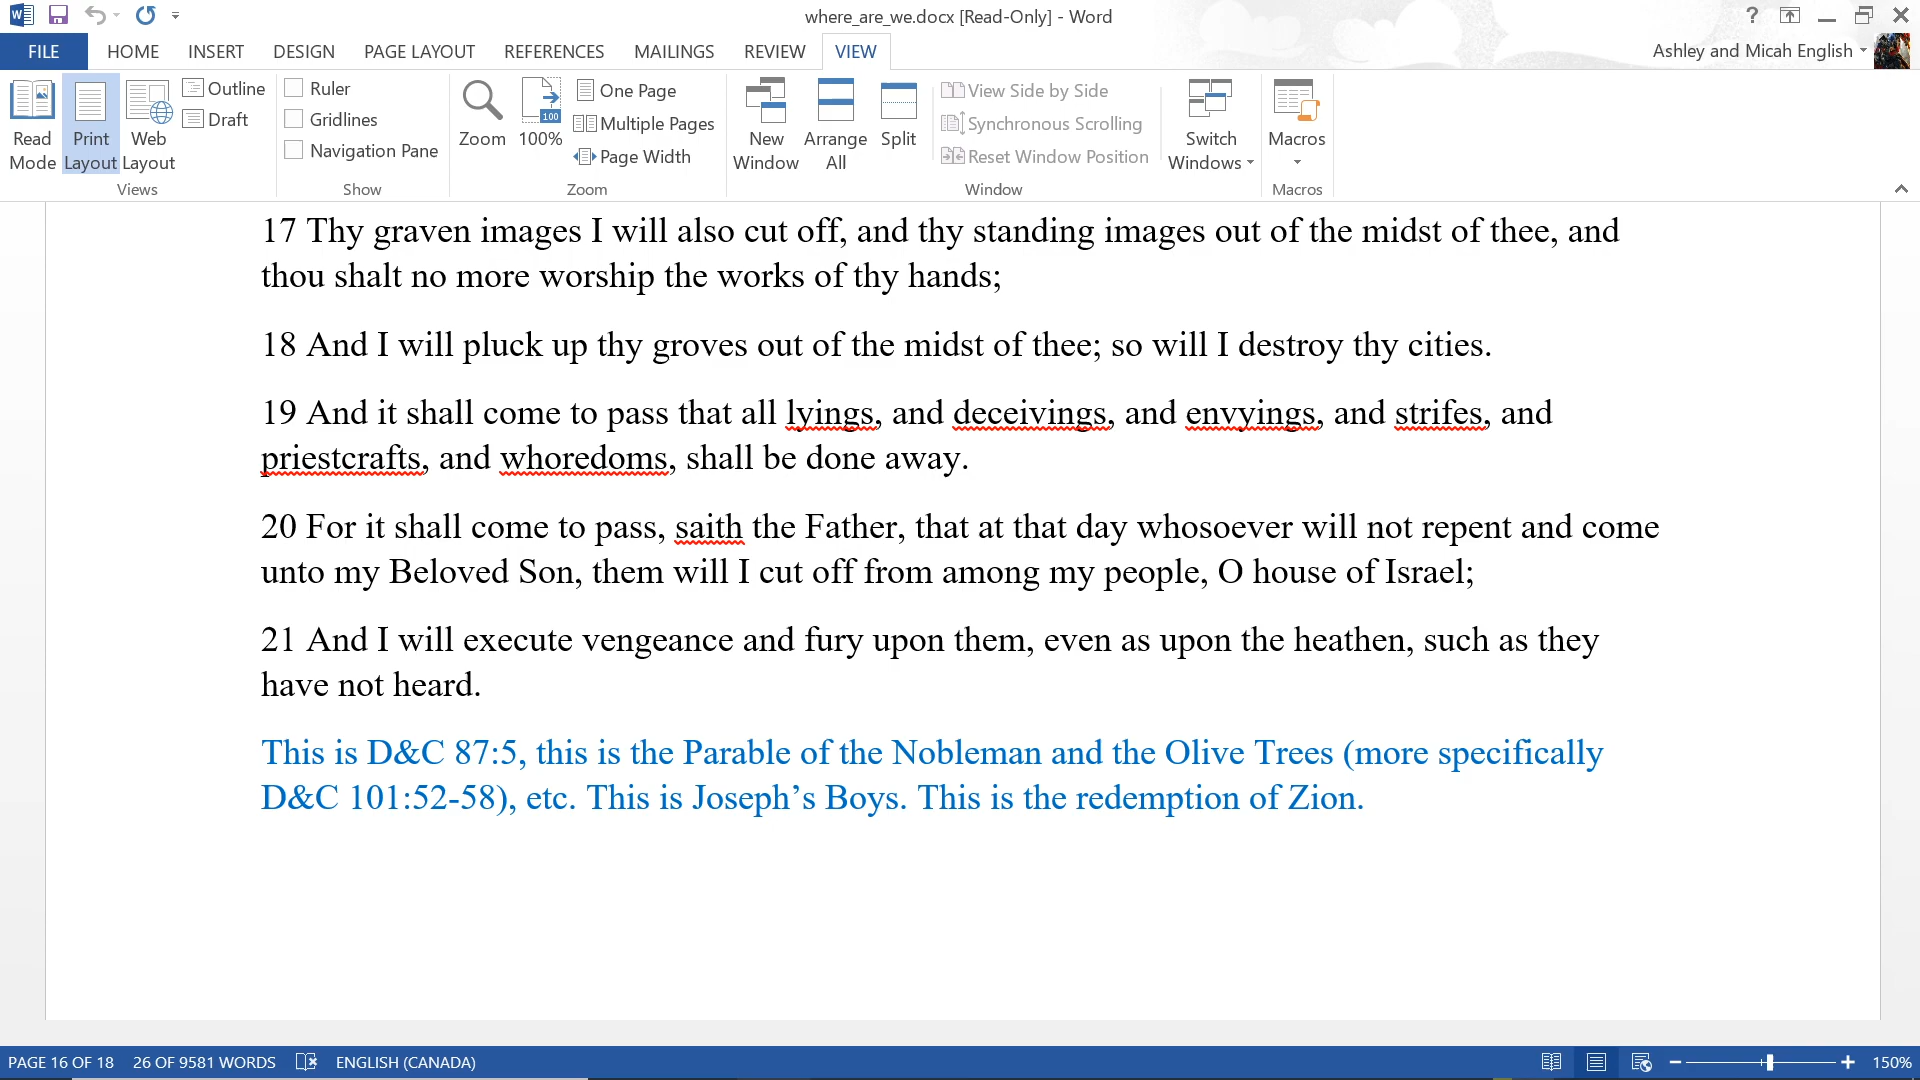 where_are_we.docx [Read-Only] - Word
?
FILE HOME INSERT DESIGN PAGE LAYOUT REFERENCES MAILINGS REVIEW VIEW Ashley and Micah English
Read Mode
Print Layout
Web Layout
Outline
Draft
Views
Ruler
Gridlines
Navigation Pane
Show
Zoom
100
100%
One Page
Multiple Pages
Page Width
Zoom
New Window
Arrange All
Split
View Side by Side
Synchronous Scrolling
Reset Window Position
Window
Switch Windows
Macros
Macros
17 Thy graven images I will also cut off, and thy standing images out of the midst of thee, and
thou shalt no more worship the works of thy hands;
18 And I will pluck up thy groves out of the midst of thee; so will I destroy thy cities.
19 And it shall come to pass that all lyings, and deceivings, and envyings, and strifes, and
priestcrafts, and whoredoms, shall be done away.
20 For it shall come to pass, saith the Father, that at that day whosoever will not repent and come
unto my Beloved Son, them will I cut off from among my people, O house of Israel;
21 And I will execute vengeance and fury upon them, even as upon the heathen, such as they
have not heard.
This is D&C 87:5, this is the Parable of the Nobleman and the Olive Trees (more specifically
D&C 101:52-58), etc. This is Joseph’s Boys. This is the redemption of Zion.
PAGE 16 OF 18 26 OF 9581 WORDS ENGLISH (CANADA) 150%